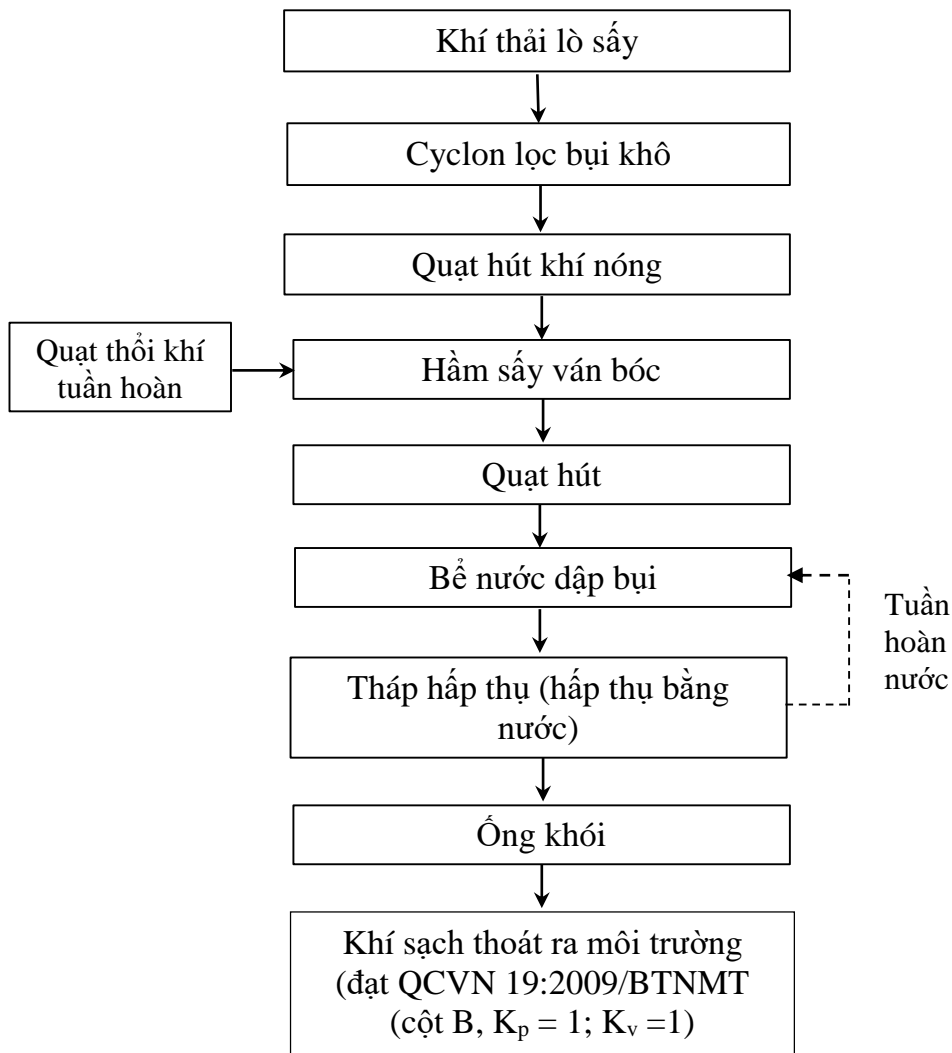 Khí thải lò sấy
Cyclon lọc bụi khô
Quạt hút khí nóng
Quạt thổi khí
tuần hoàn
Hầm sấy ván bóc
Quạt hút
Bể nước dập bụi
Tuần
hoàn
nước
Tháp hấp thụ (hấp thụ bằng
nước)
Ống khói
Khí sạch thoát ra môi trường
(đạt QCVN 19:2009/BTNMT
(cột B, Kₚ = 1; Kᵥ =1)